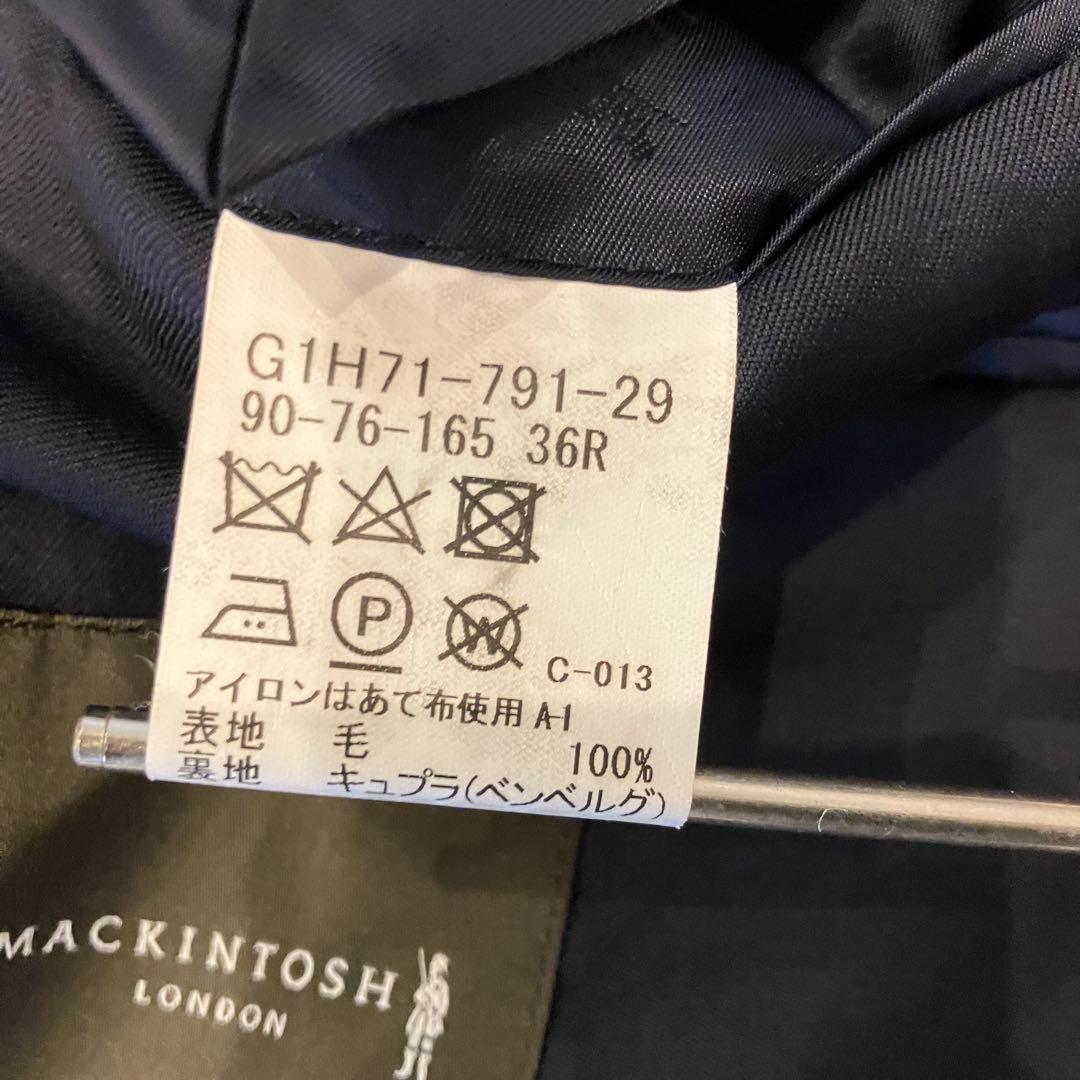 G1H71-791-29
90-76-165 36R
P
W
C-013
アイロンはあて布使用 A-1
表地 毛 100%
裏地 キュプラ(ベンベルグ)
MACKINTOSH
LONDON